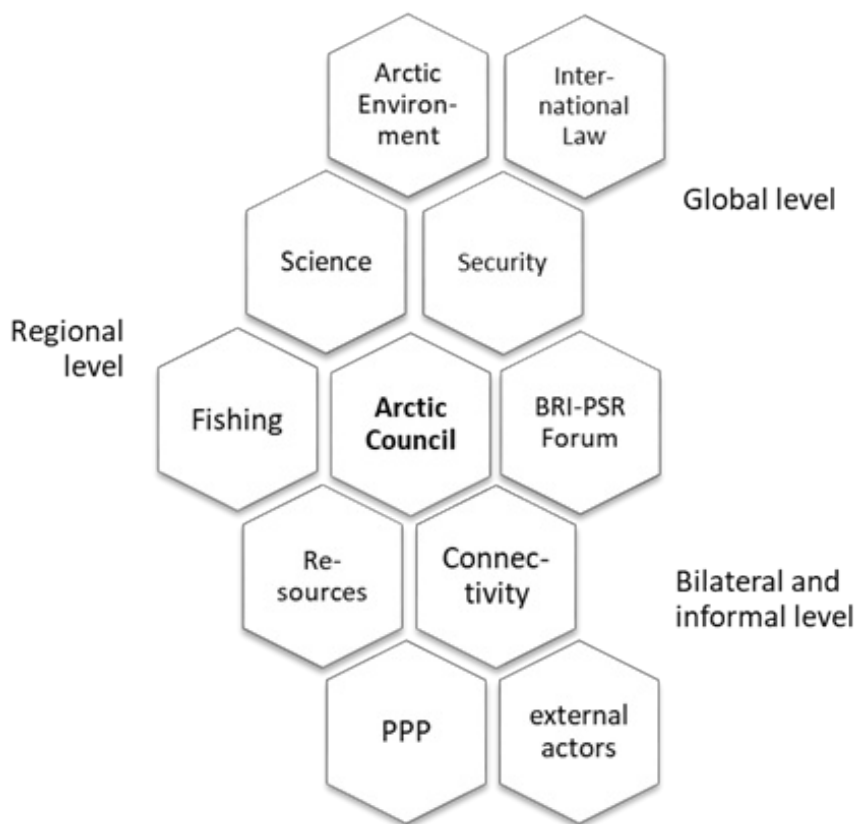 Arctic
Environ-
ment
Inter-
national
Law
Global level
Science
Security
Regional
level
Fishing
Arctic
Council
BRI-PSR
Forum
Re-
sources
Connec-
tivity
Bilateral and
informal level
PPP
external
actors